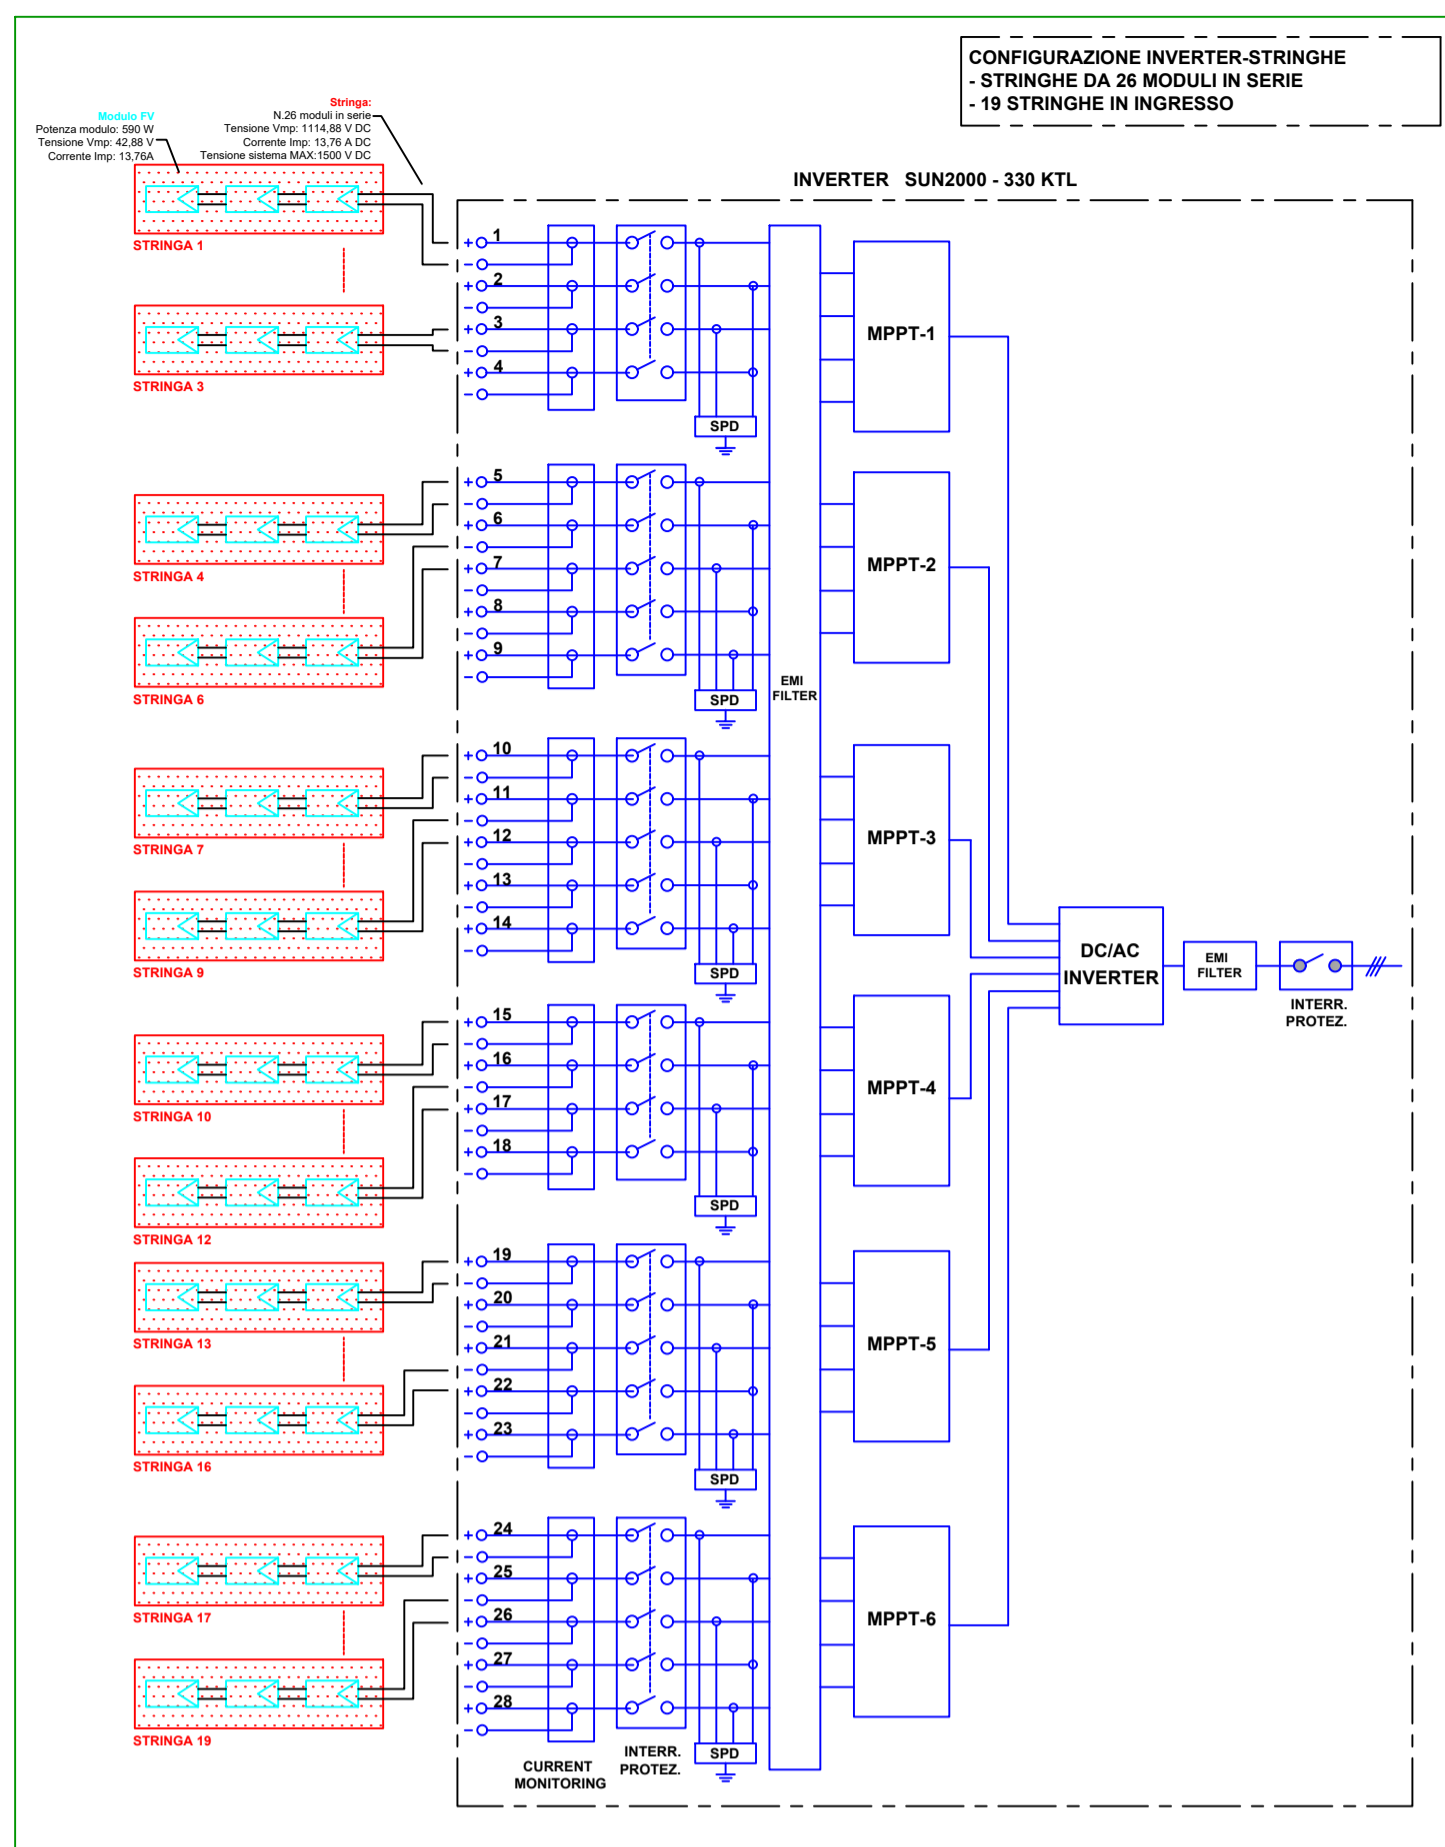 CONFIGURAZIONE INVERTER-STRINGHE
- STRINGHE DA 26 MODULI IN SERIE
- 19 STRINGHE IN INGRESSO
Modulo FV
Potenza modulo: 590 W
Tensione Vmp: 42,88 V
Corrente Imp: 13,76A
Stringa:
N.26 moduli in serie
Tensione Vmp: 1114,88 V DC
Corrente Imp: 13,76 A DC
Tensione sistema MAX:1500 V DC
INVERTER SUN2000 - 330 KTL
STRINGA 1
STRINGA 3
+ 1
-
+ 2
-
+ 3
-
+ 4
-
SPD
MPPT-1
STRINGA 4
STRINGA 6
+ 5
-
+ 6
-
+ 7
-
+ 8
-
+ 9
-
SPD
MPPT-2
EMI
FILTER
STRINGA 7
STRINGA 9
+ 10
-
+ 11
-
+ 12
-
+ 13
-
+ 14
-
SPD
MPPT-3
STRINGA 10
STRINGA 12
+ 15
-
+ 16
-
+ 17
-
+ 18
-
SPD
MPPT-4
DC/AC
INVERTER
EMI
FILTER
INTERR.
PROTEZ.
STRINGA 13
STRINGA 16
+ 19
-
+ 20
-
+ 21
-
+ 22
-
+ 23
-
SPD
MPPT-5
STRINGA 17
STRINGA 19
+ 24
-
+ 25
-
+ 26
-
+ 27
-
+ 28
-
SPD
MPPT-6
CURRENT
MONITORING
INTERR.
PROTEZ.